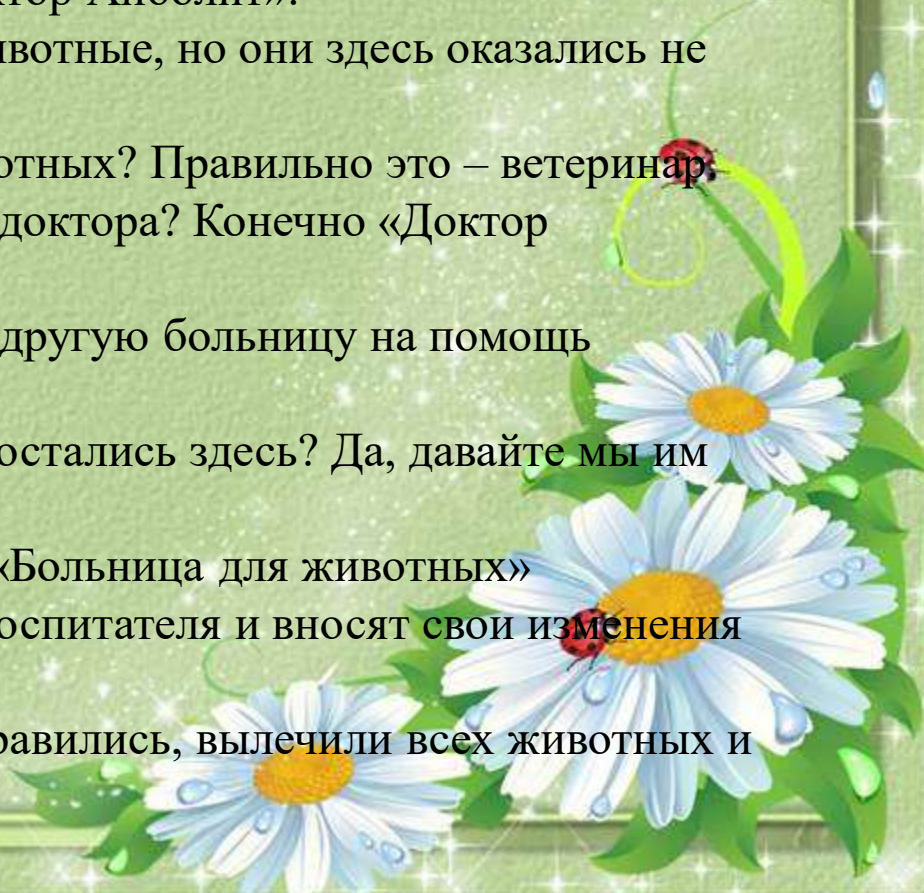 ивотные, но они здесь оказались не
отных? Правильно это – ветеринар
доктора? Конечно «Доктор
другую больницу на помощь
остались здесь? Да, давайте мы им
«Больница для животных»
оспитателя и вносят свои изменения
равились, вылечили всех животных и